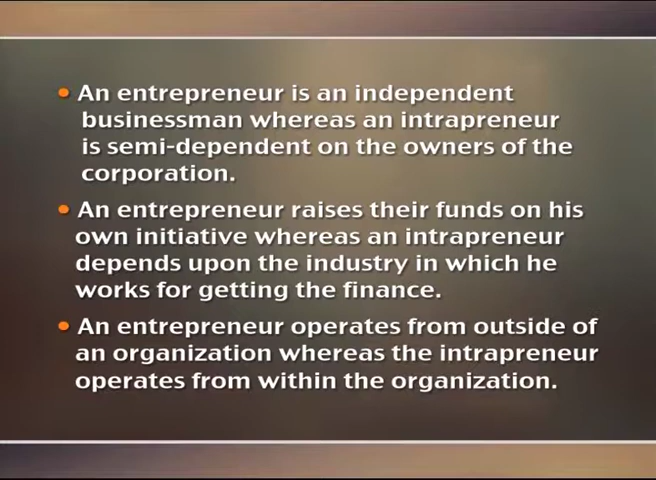 • An entrepreneur is an independent
businessman whereas an intrapreneur
is semi-dependent on the owners of the
corporation.
• An entrepreneur raises their funds on his
own initiative whereas an intrapreneur
depends upon the industry in which he
works for getting the finance.
• An entrepreneur operates from outside of
an organization whereas the intrapreneur
operates from within the organization.